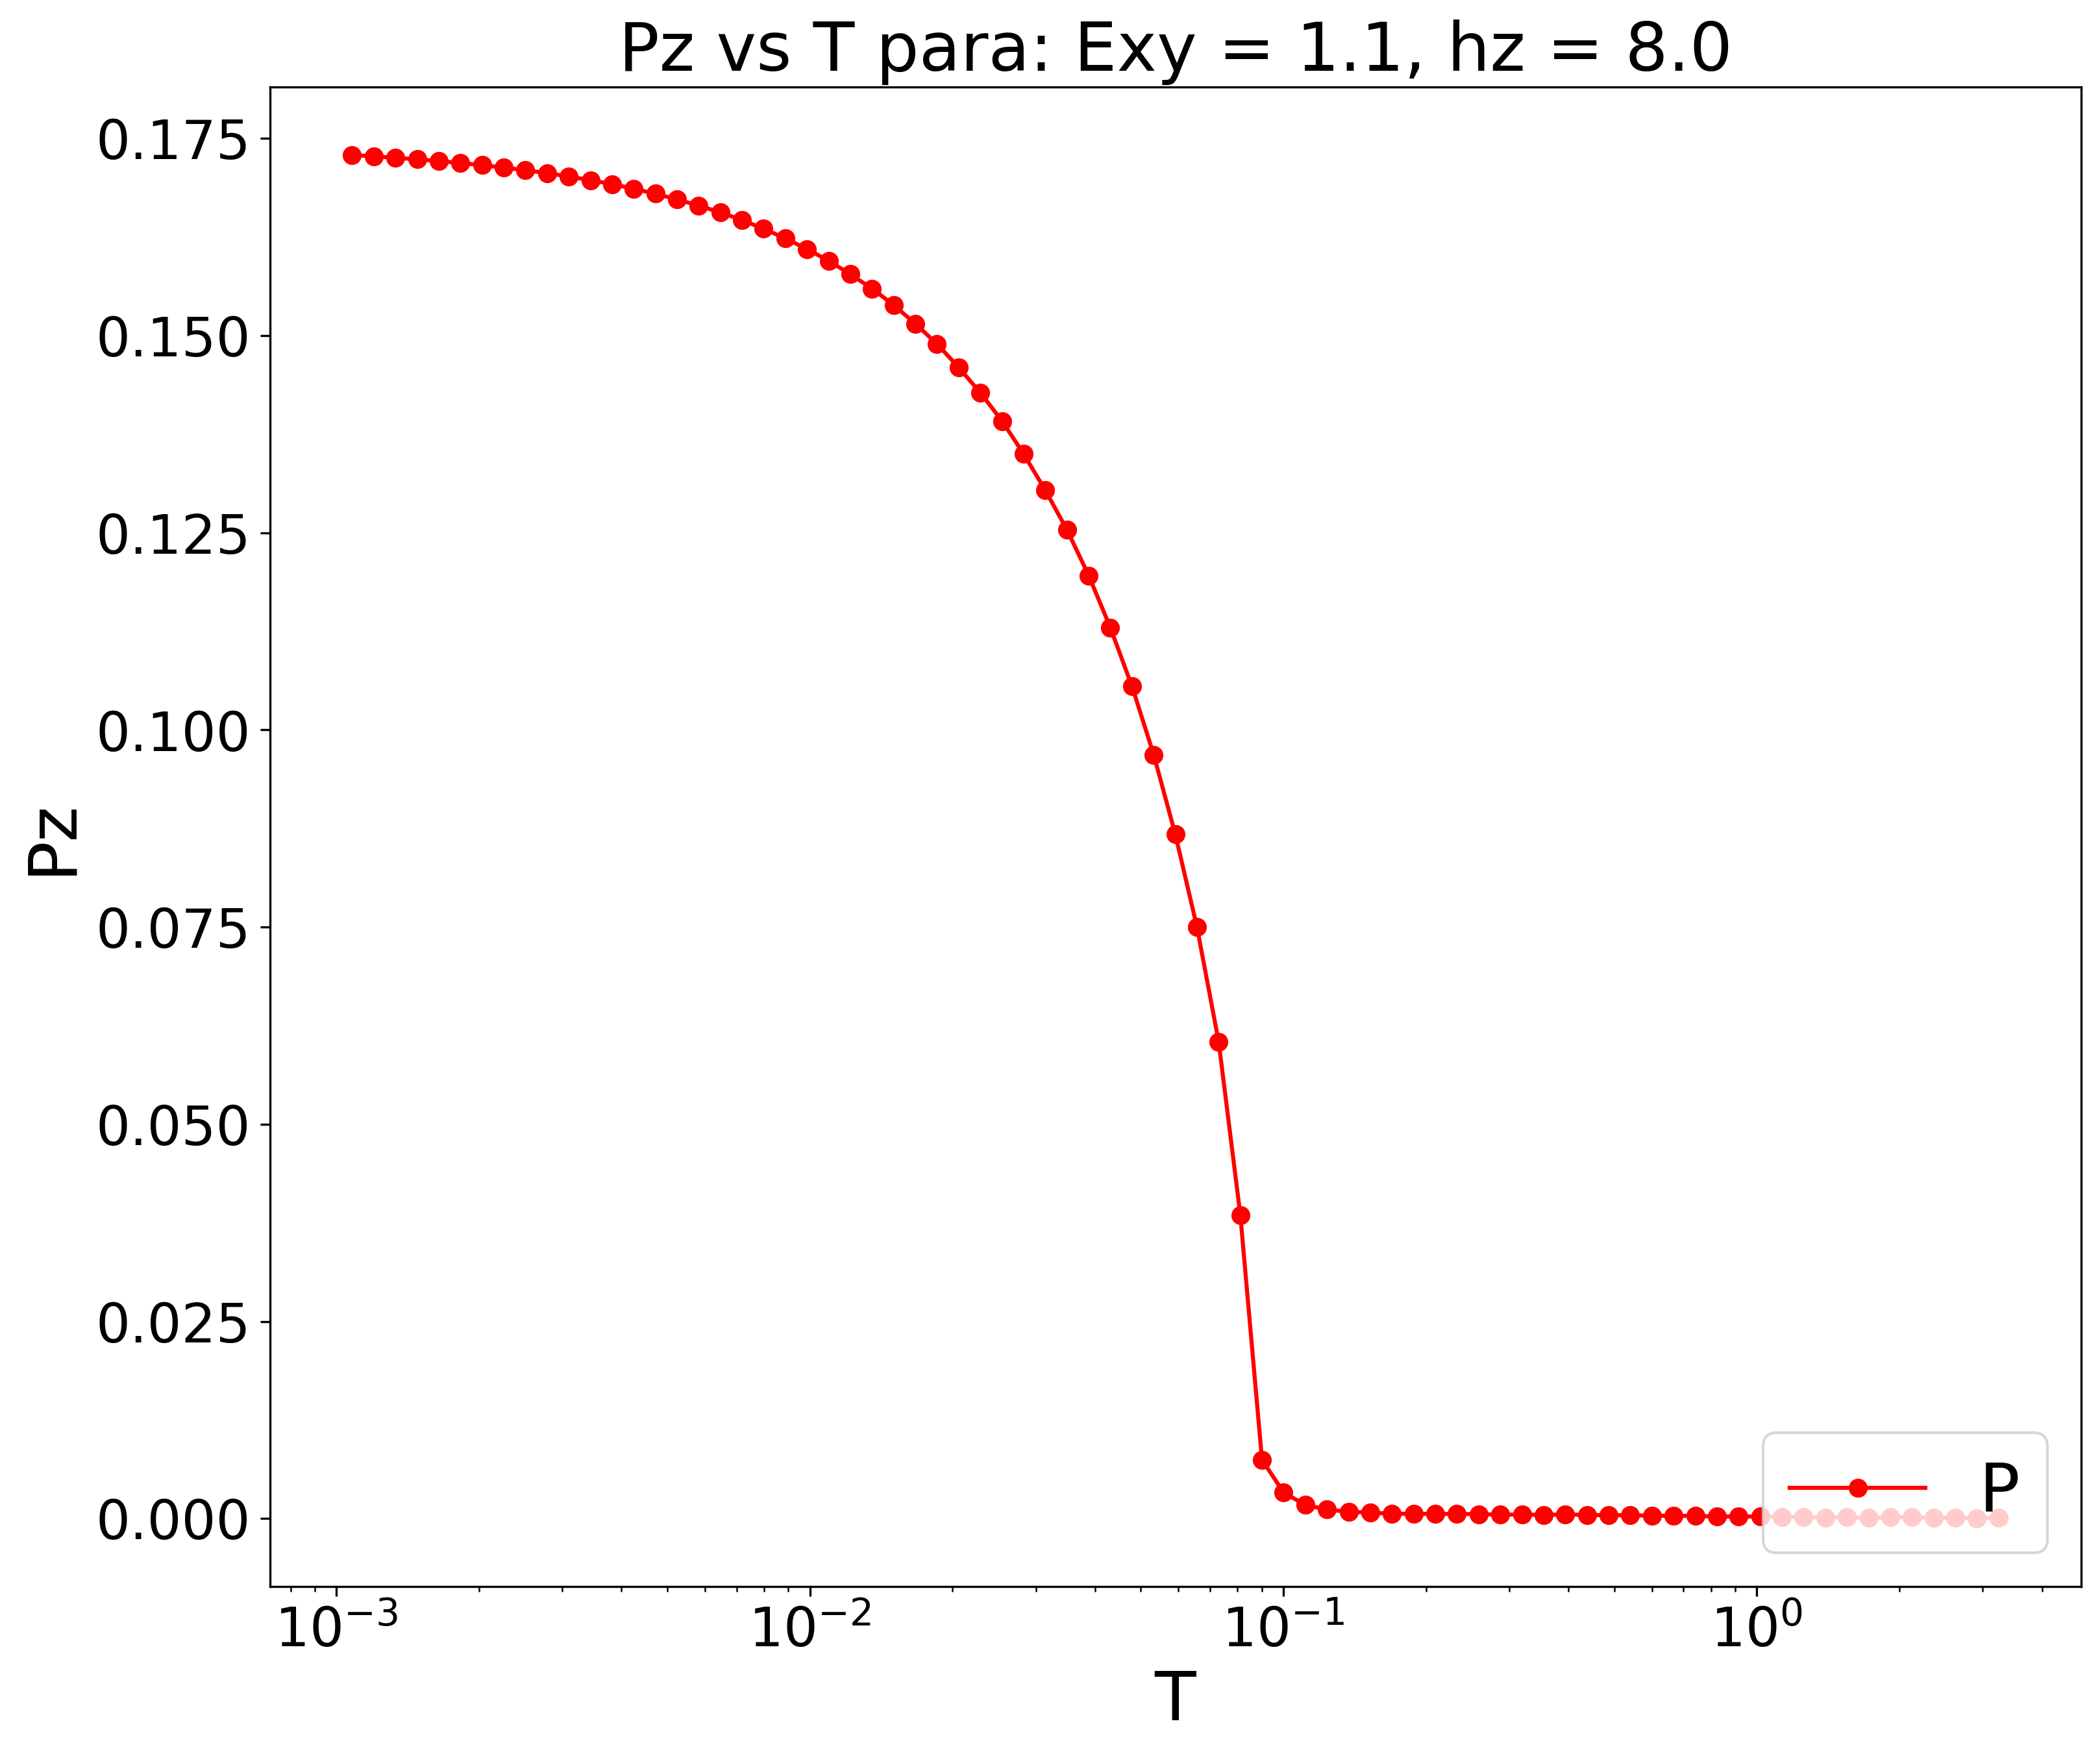 Pz vs T para: Exy = 1.1, hz = 8.0
0.175
0.150
0.125
0.100
0.075
0.050
0.025
0.000
Pz
P
10⁻³ 10⁻² 10⁻¹ 10⁰
T